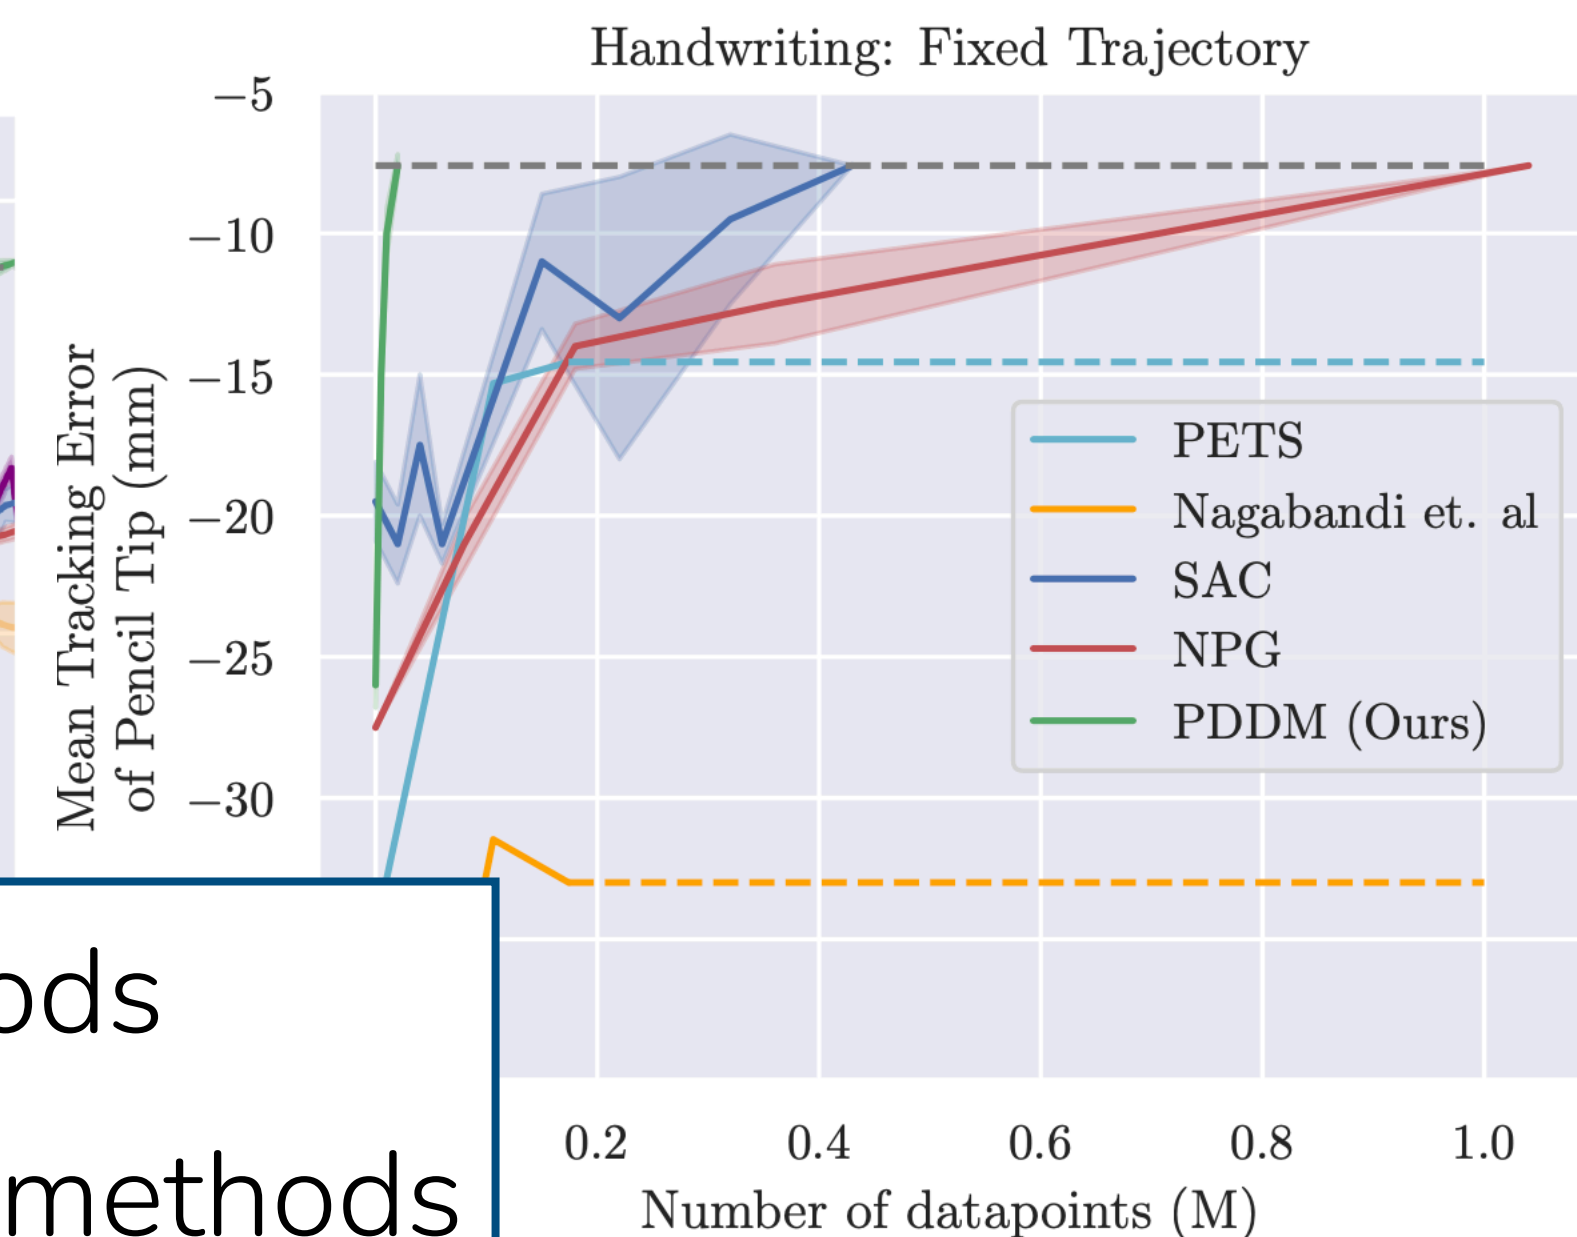 Handwriting: Fixed Trajectory
−5
−10
−15
−20
−25
−30
Mean Tracking Error
of Pencil Tip (mm)
PETS
Nagabandi et. al
SAC
NPG
PDDM (Ours)
0.2 0.4 0.6 0.8 1.0
Number of datapoints (M)
ods
methods